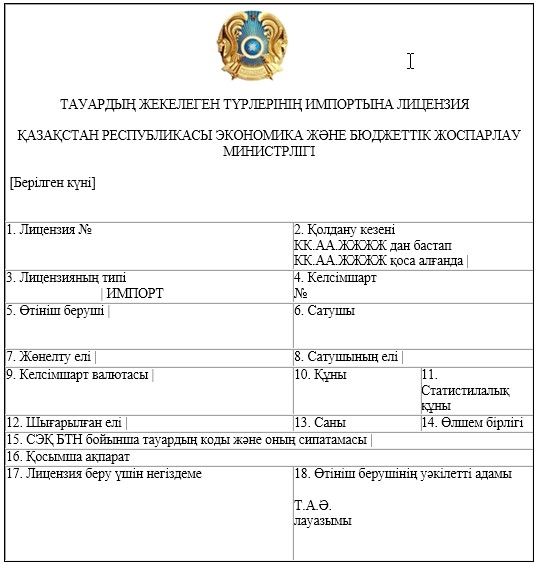 ТАУАРДЫҢ ЖЕКЕЛЕГЕН ТҮРЛЕРІНІҢ ИМПОРТЫНА ЛИЦЕНЗИЯ
ҚАЗАҚСТАН РЕСПУБЛИКАСЫ ЭКОНОМИКА ЖӘНЕ БЮДЖЕТТІК ЖОСПАРЛАУ
МИНИСТРЛІГІ
[Берілген күні]
1. Лицензия №
2. Қолдану кезені
КК.АА.ЖЖЖЖ дан бастап
КК.АА.ЖЖЖЖ қоса алғанда |
3. Лицензияның типі
| ИМПОРТ
4. Келсімшарт
№
5. Өтініш беруші |
6. Сатушы
7. Жөнелту елі |
8. Сатушының елі |
9. Келсімшарт валютасы |
10. Құны
11.
Статистилалық
құны
12. Шығарылған елі |
13. Саны
14. Өлшем бірлігі
15. СЭҚ БТН бойынша тауардың коды және оның сипатамасы |
16. Қосымша ақпарат
17. Лицензия беру үшін негіздеме
18. Өтініш берушінің уәкілетті адамы
Т.А.Ә.
лауазымы